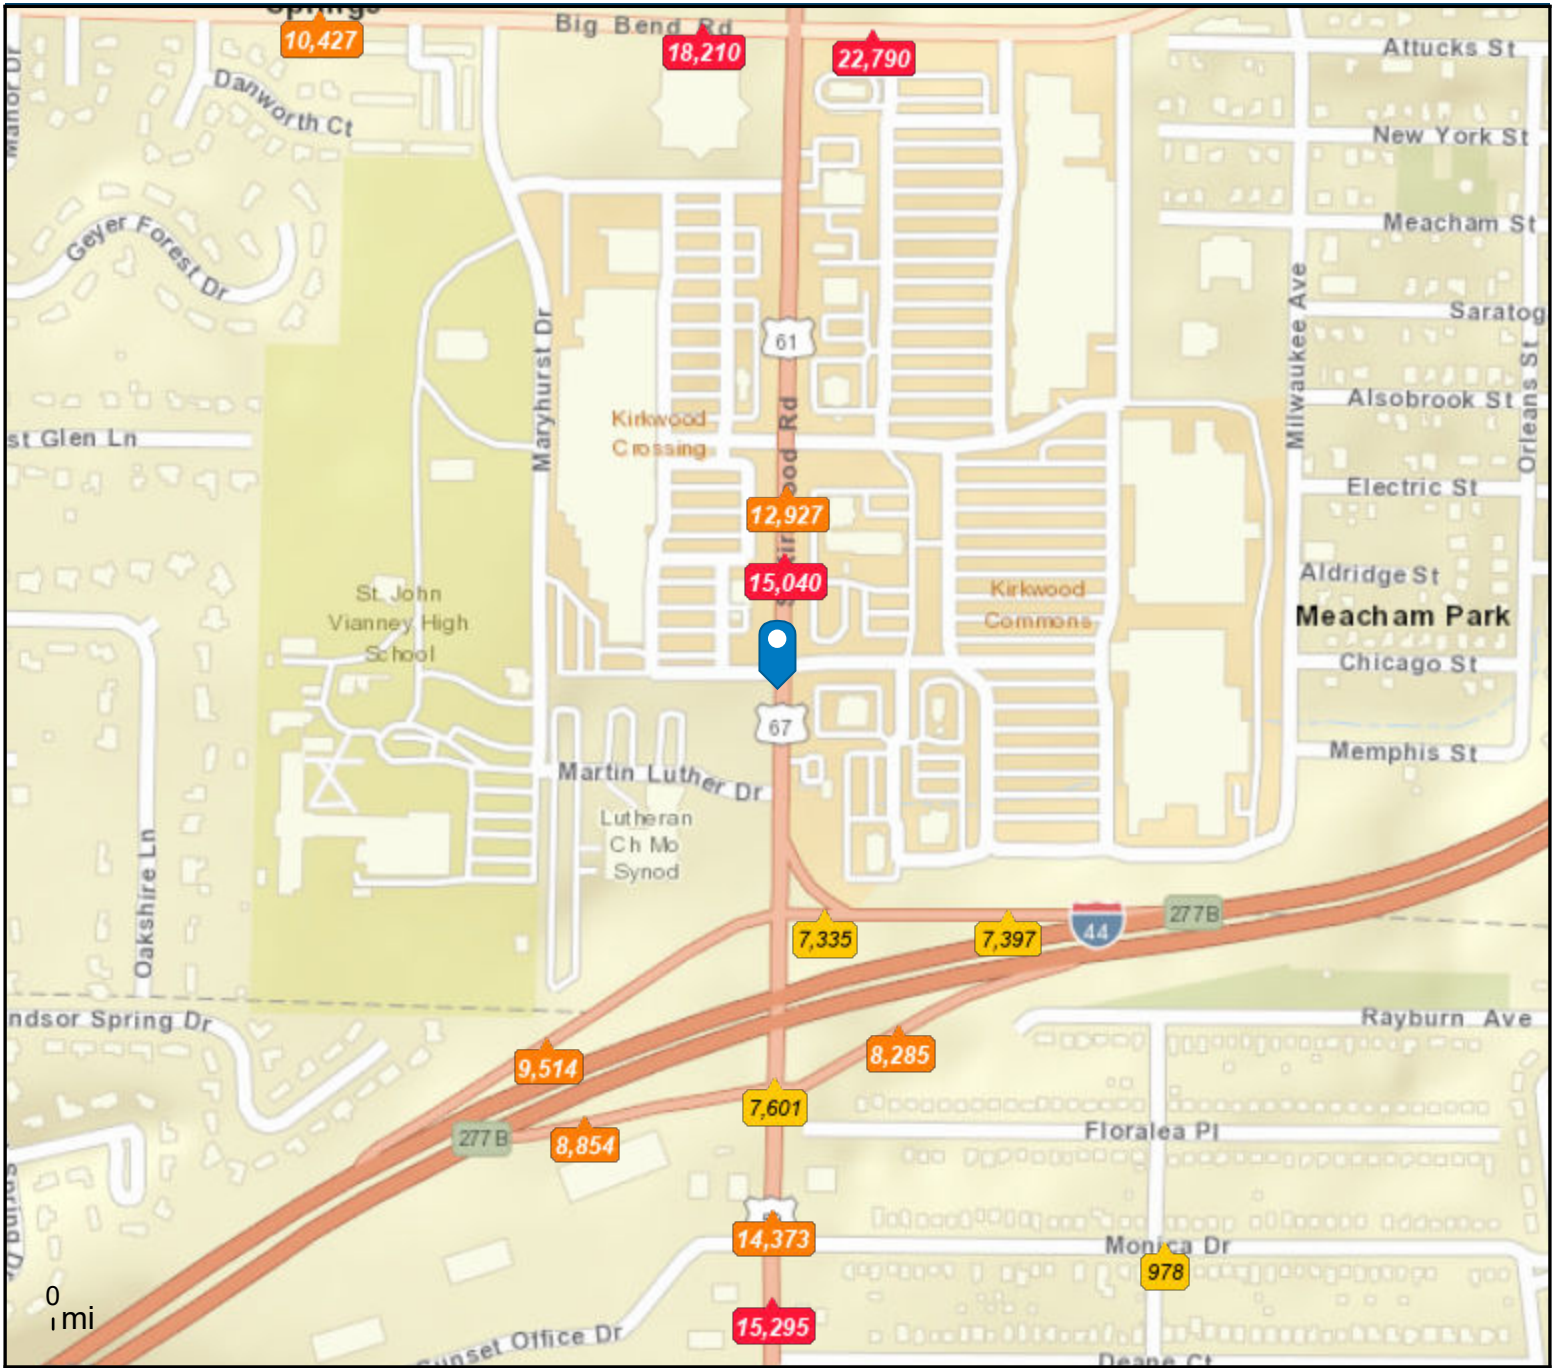 Springs
Big Bend Rd
10,427
18,210
22,790
Attucks St
Manor Dr
Danworth Ct
New York St
Meacham St
Geyer Forest Dr
Milwaukee Ave
Saratog
61
Maryhurst Dr
Orleans St
Alsobrook St
Kirkwood
Crossing
st Glen Ln
Electric St
12,927
15,040
Aldridge St
Kirkwood
Commons
St. John
Vianney High
School
Meacham Park
Chicago St
67
Memphis St
Martin Luther Dr
Lutheran
Ch Mo
Synod
Oakshire Ln
277B
44
7,335
7,397
ndsor Spring Dr
Rayburn Ave
9,514
8,285
7,601
277B
8,854
Floralea Pl
14,373
Monica Dr
978
0
mi
15,295
Sunset Office Dr
Deane Ct